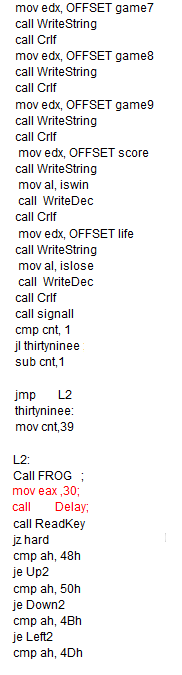 mov edx, OFFSET game7
call WriteString
call Crlf
mov edx, OFFSET game8
call WriteString
call Crlf
mov edx, OFFSET game9
call WriteString
call Crlf
mov edx, OFFSET score
call WriteString
mov al, iswin
call WriteDec
call Crlf
mov edx, OFFSET life
call WriteString
mov al, islose
call WriteDec
call Crlf
call signall
cmp cnt, 1
jl thirtyninee
sub cnt,1
jmp L2
thirtyninee:
mov cnt,39
L2:
Call FROG ;
mov eax ,30;
call Delay;
call ReadKey
jz hard
cmp ah, 48h
je Up2
cmp ah, 50h
je Down2
cmp ah, 4Bh
je Left2
cmp ah, 4Dh